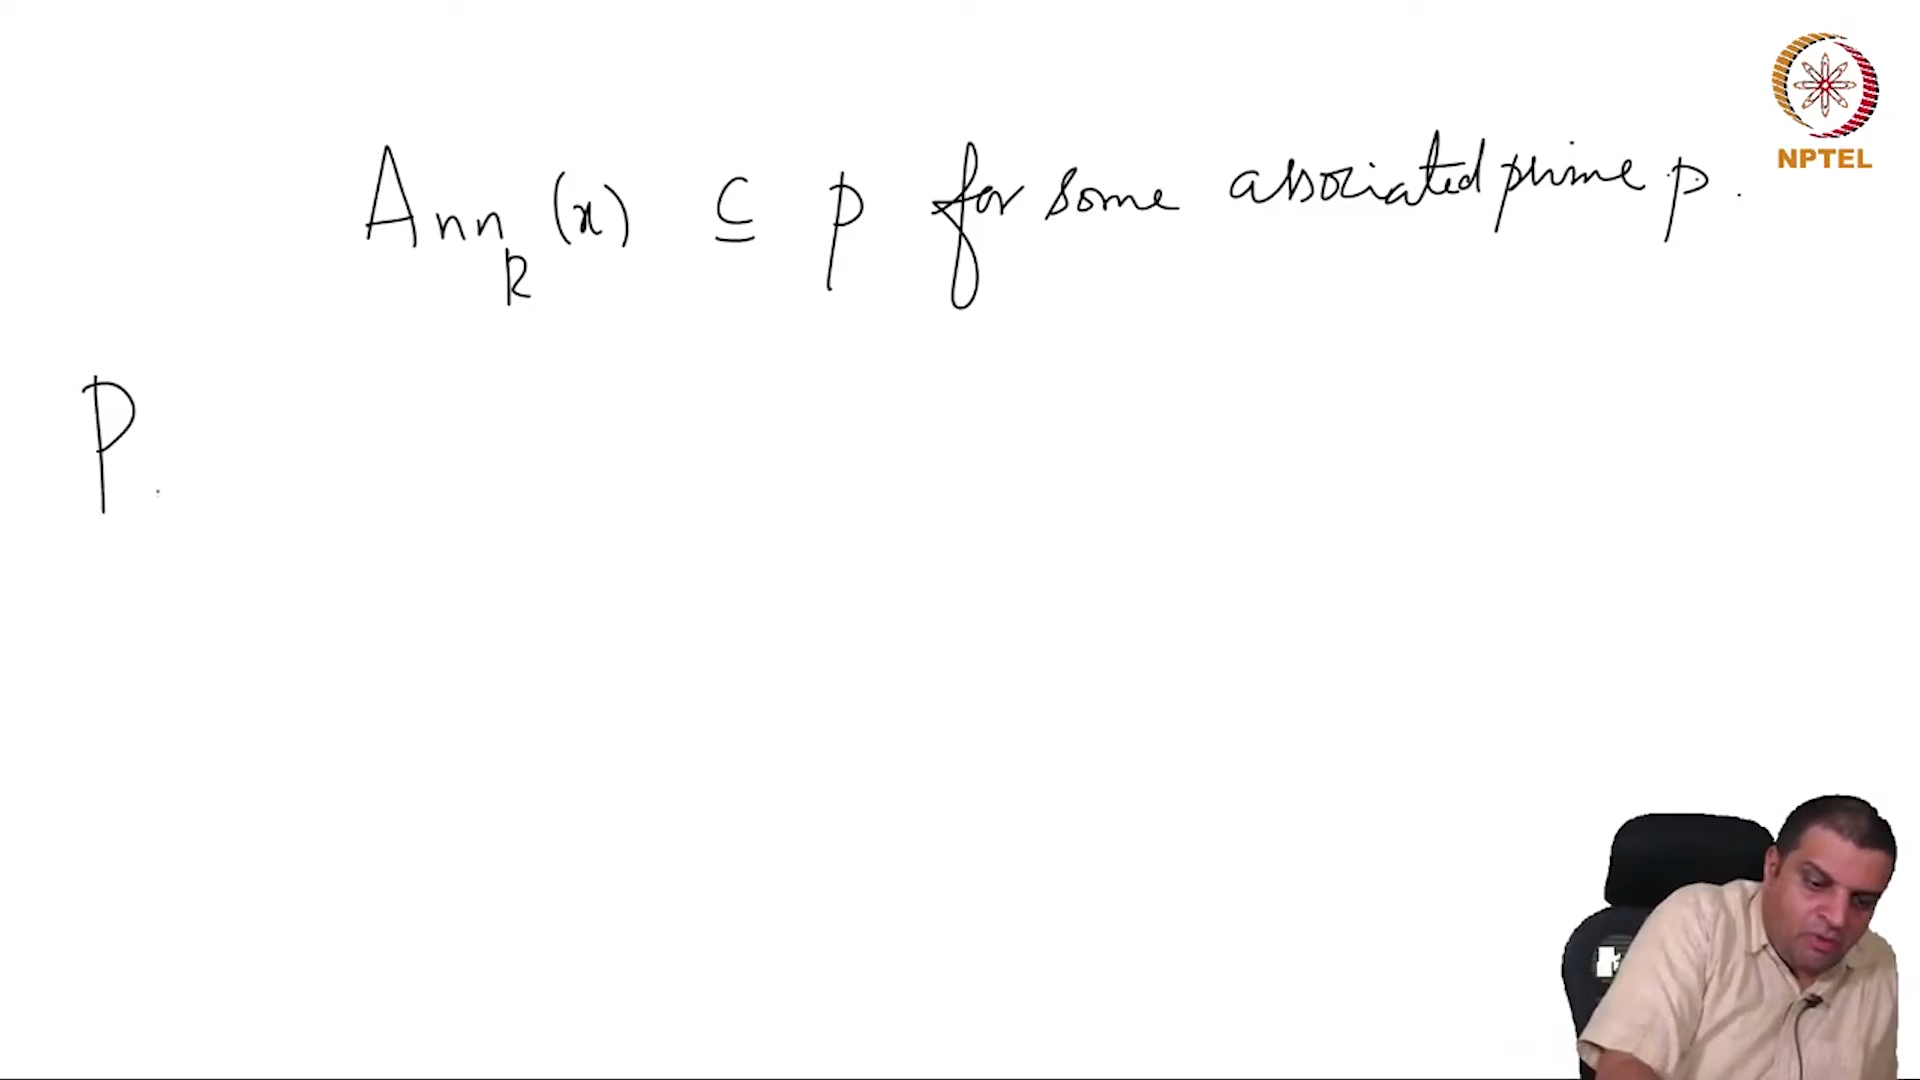 NPTEL
Ann_R (x) ⊆ p for some associated prime p.
P.